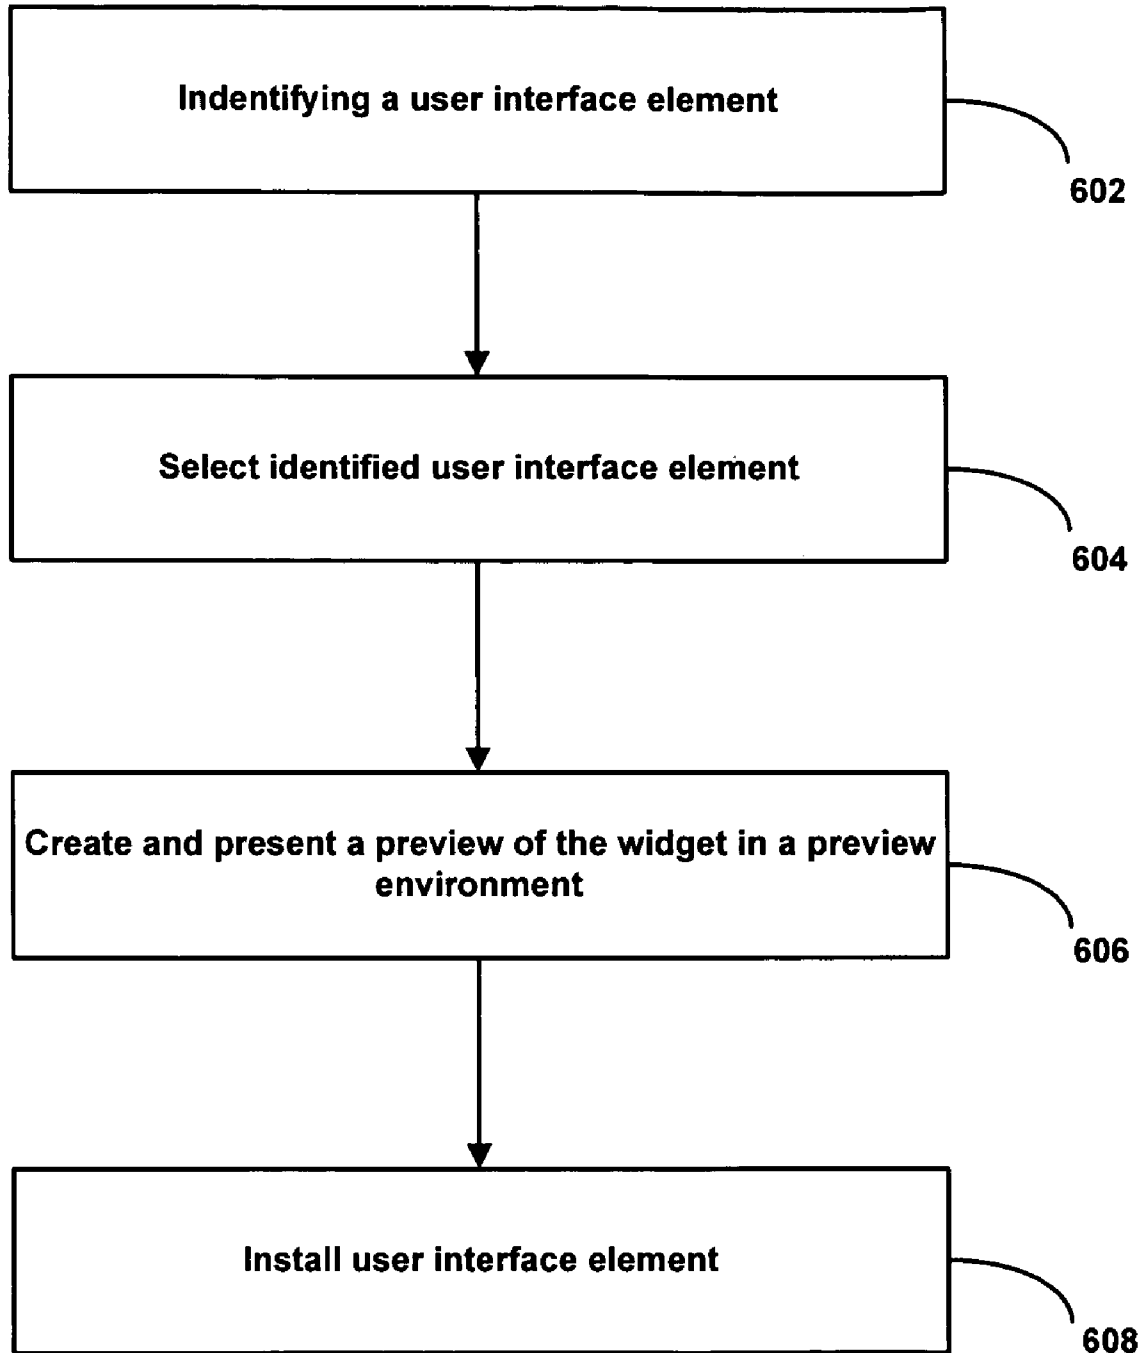 Indentifying a user interface element
602
Select identified user interface element
604
Create and present a preview of the widget in a preview
environment
606
Install user interface element
608